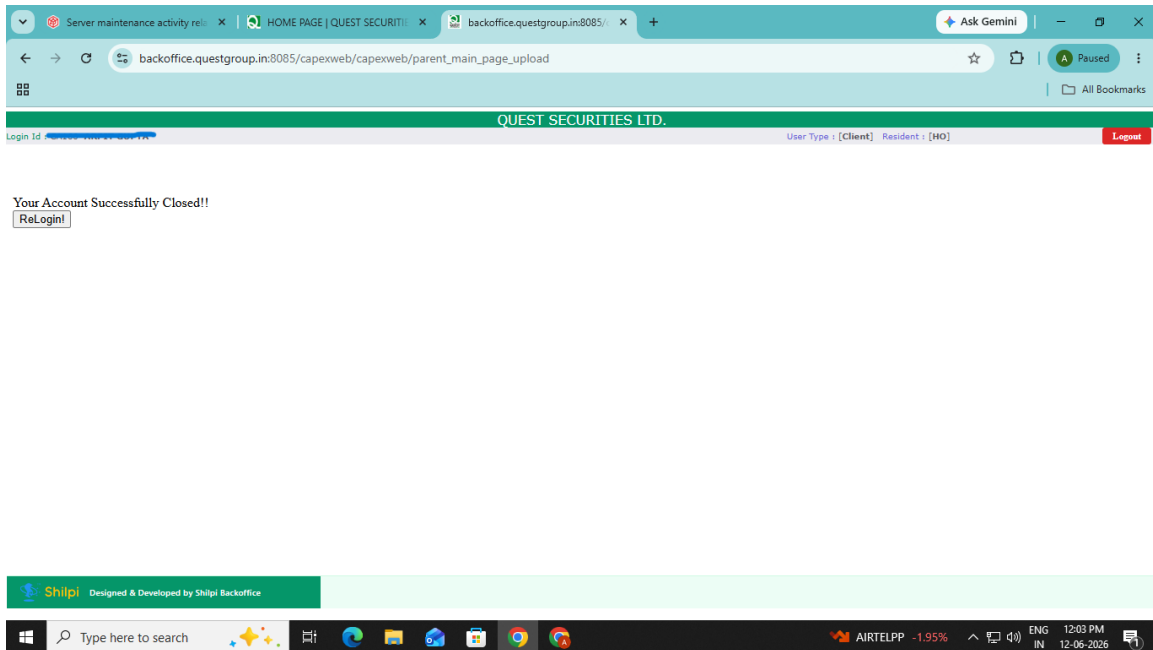 Server maintenance activity rel
HOME PAGE | QUEST SECURITI
backoffice.questgroup.in:8085/
Ask Gemini
backoffice.questgroup.in:8085/capexweb/capexweb/parent_main_page_upload
A
Paused
All Bookmarks
QUEST SECURITIES LTD.
Login Id :
User Type : [Client] Resident : [HO]
Logout
Your Account Successfully Closed!!
ReLogin!
Shilpi Designed & Developed by Shilpi Backoffice
Type here to search
AIRTELPP -1.95%
ENG
IN
12:03 PM
12-06-2026
1